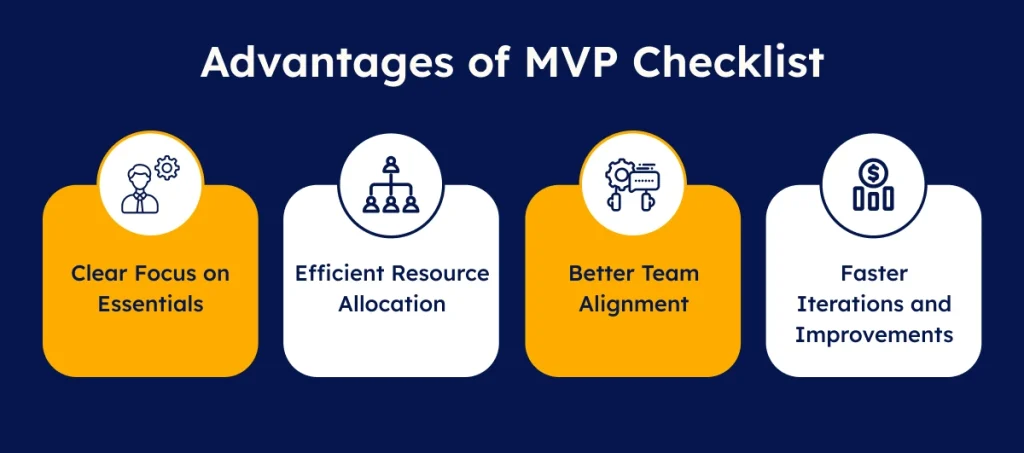 Advantages of MVP Checklist
Clear Focus on
Essentials
Efficient Resource
Allocation
Better Team
Alignment
Faster
Iterations and
Improvements